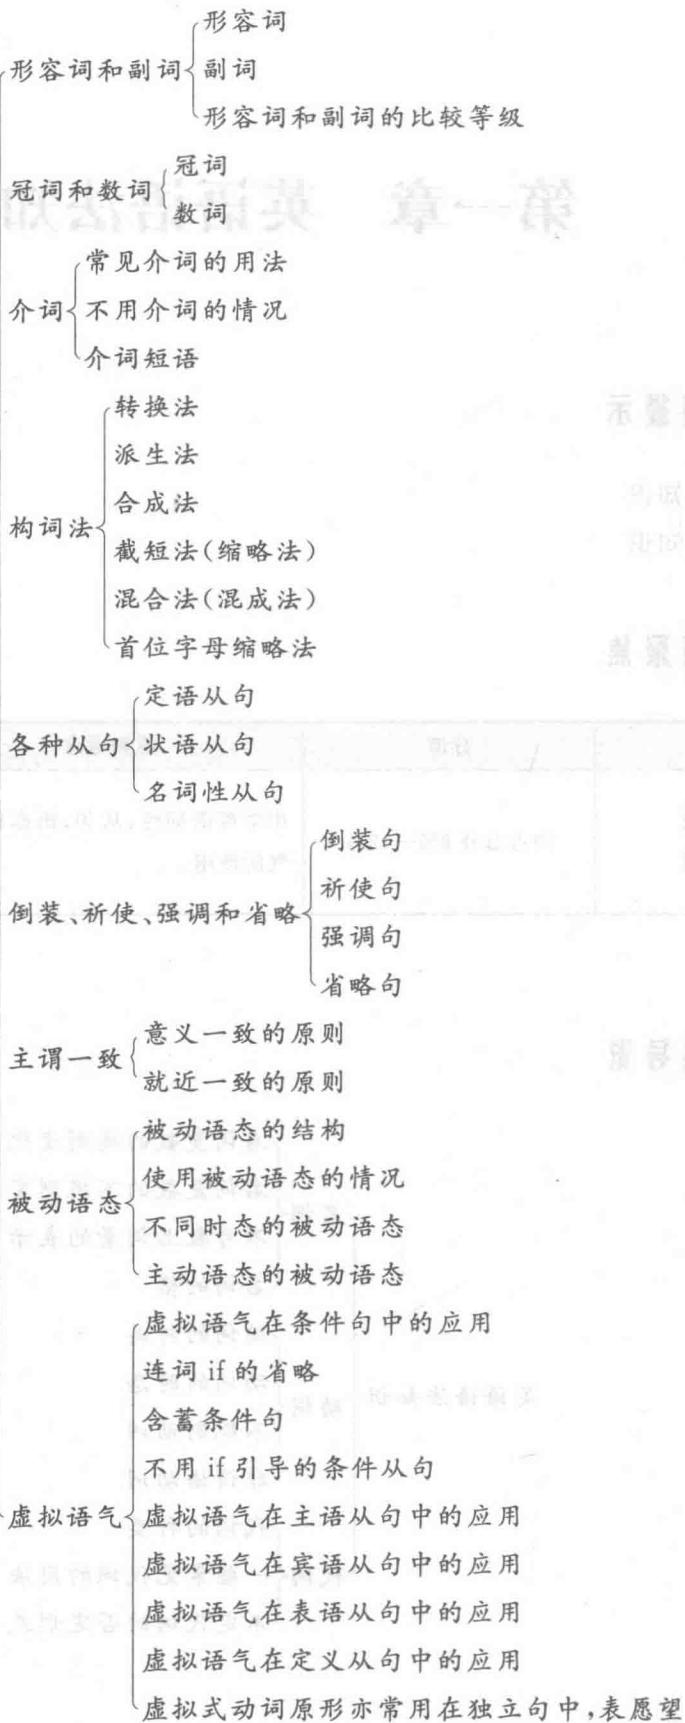 形容词
形容词和副词
副词
形容词和副词的比较等级
冠词
冠词和数词
数词
常见介词的用法
介词
不用介词的情况
介词短语
转换法
派生法
合成法
构词法
截短法(缩略法)
混合法(混成法)
首位字母缩略法
定语从句
各种从句
状语从句
名词性从句
倒装句
祈使句
倒装、祈使、强调和省略
强调句
省略句
意义一致的原则
主谓一致
就近一致的原则
被动语态的结构
使用被动语态的情况
被动语态
不同时态的被动语态
主动语态的被动语态
虚拟语气在条件句中的应用
连词if的省略
含蓄条件句
不用if引导的条件从句
虚拟语气
虚拟语气在主语从句中的应用
虚拟语气在宾语从句中的应用
虚拟语气在表语从句中的应用
虚拟语气在定义从句中的应用
虚拟式动词原形亦常用在独立句中,表愿望
第一章 英语语法知